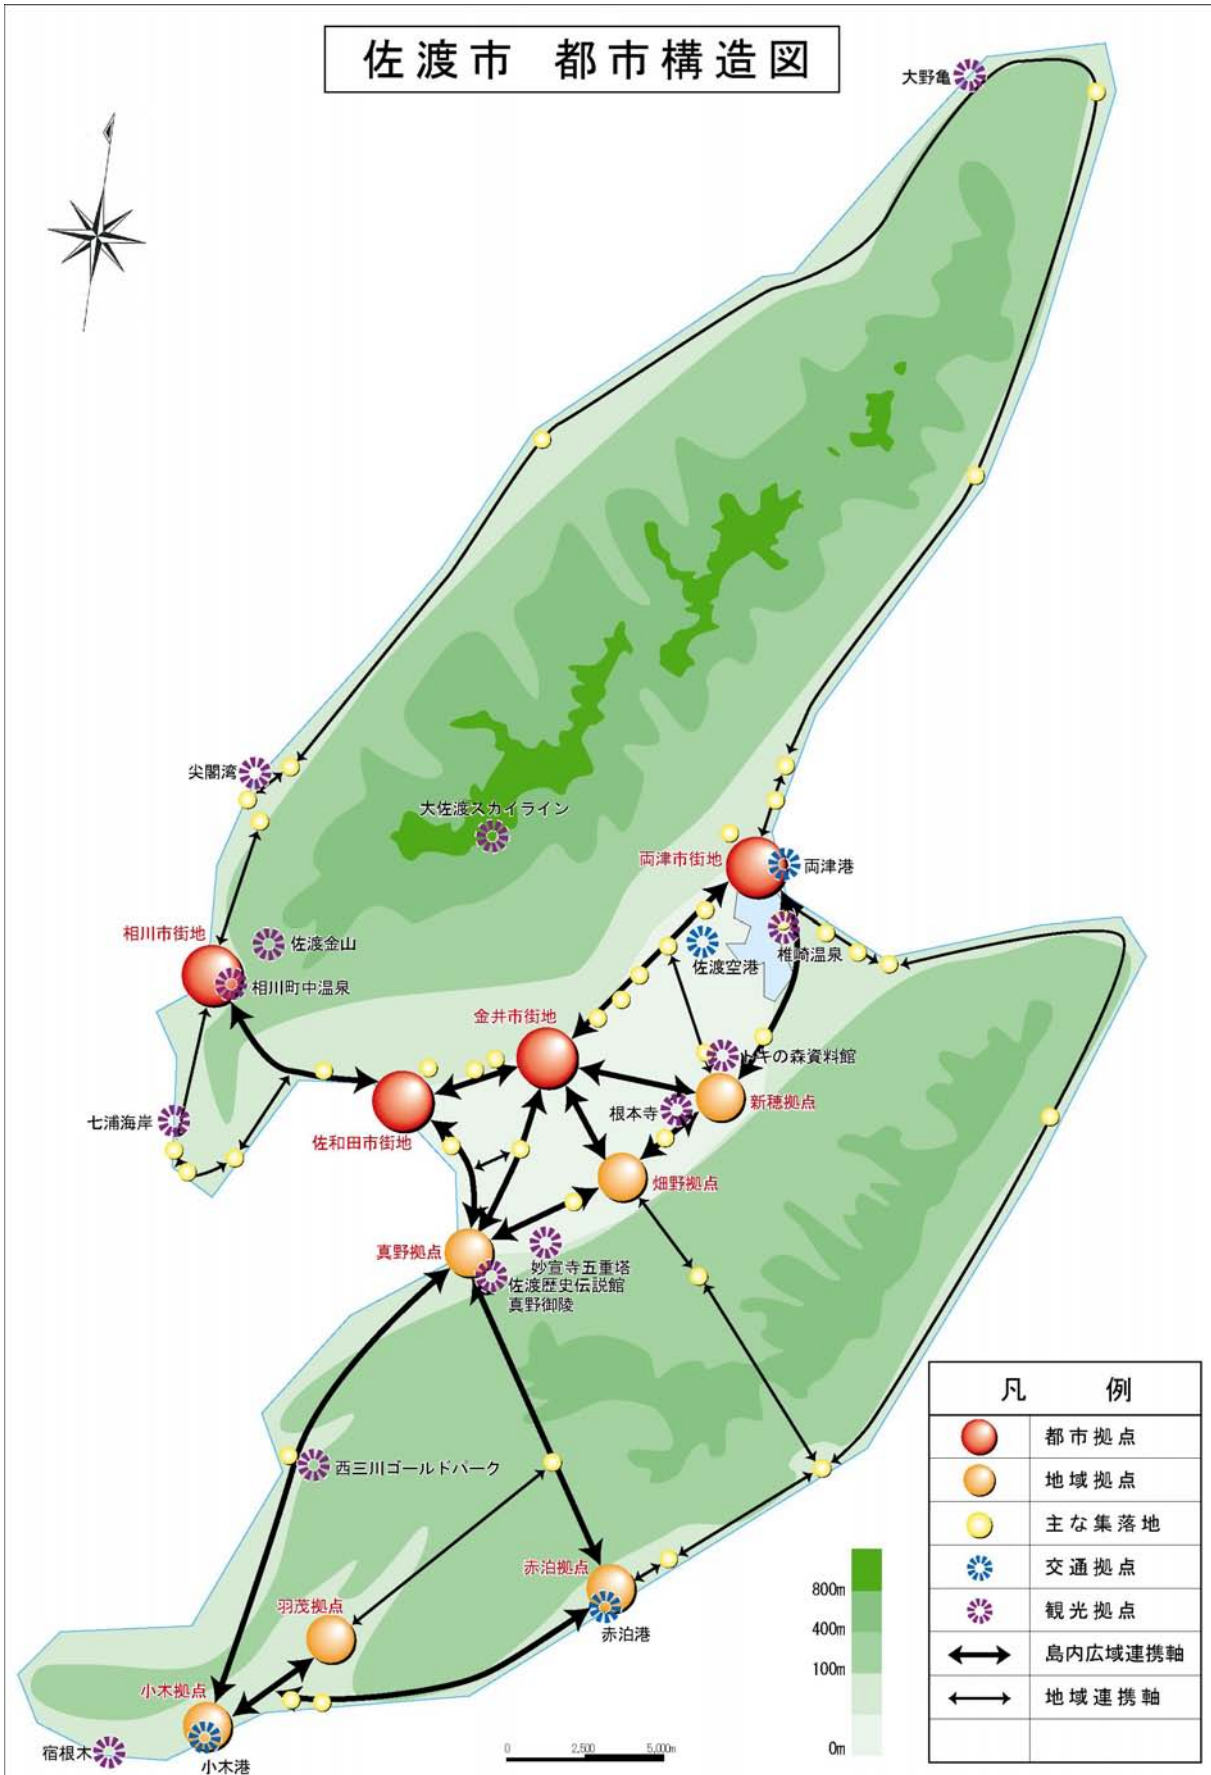 佐渡市 都市構造図
大野亀
尖閣湾
大佐渡スカイライン
両津市街地
両津港
相川市街地
佐渡金山
佐渡空港
椎崎温泉
相川町中温泉
金井市街地
トキの森資料館
七浦海岸
根本寺
新穂拠点
佐和田市街地
畑野拠点
真野拠点
妙宣寺五重塔
佐渡歴史伝説館
真野御陵
西三川ゴールドパーク
赤泊拠点
羽茂拠点
赤泊港
小木拠点
宿根木
小木港
凡 例
都市拠点
地域拠点
主な集落地
交通拠点
観光拠点
島内広域連携軸
地域連携軸
800m
400m
100m
0m
0 2,500 5,000m